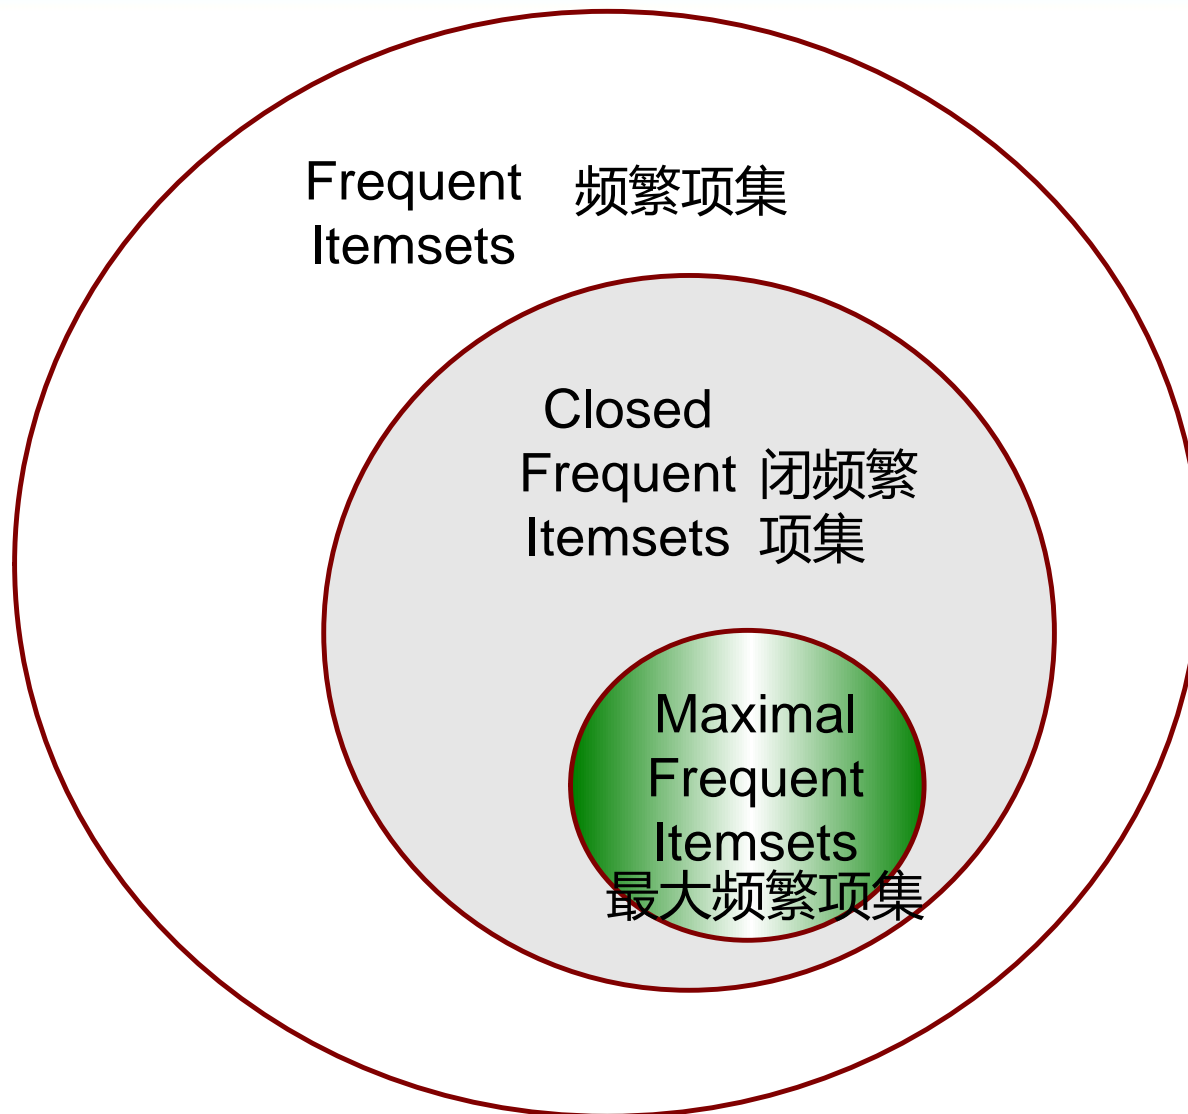 Frequent 频繁项集
Itemsets
Closed
Frequent 闭频繁
Itemsets 项集
Maximal
Frequent
Itemsets
最大频繁项集